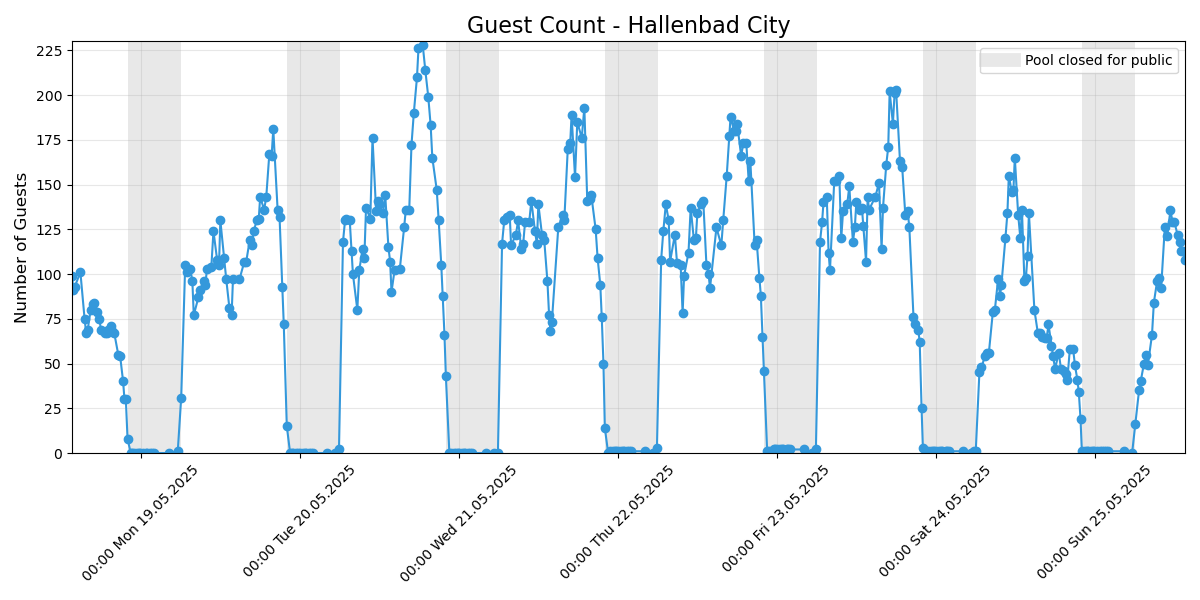 Guest Count - Hallenbad City
Pool closed for public
Number of Guests
225
200
175
150
125
100
75
50
25
0
00:00 Mon 19.05.2025
00:00 Tue 20.05.2025
00:00 Wed 21.05.2025
00:00 Thu 22.05.2025
00:00 Fri 23.05.2025
00:00 Sat 24.05.2025
00:00 Sun 25.05.2025